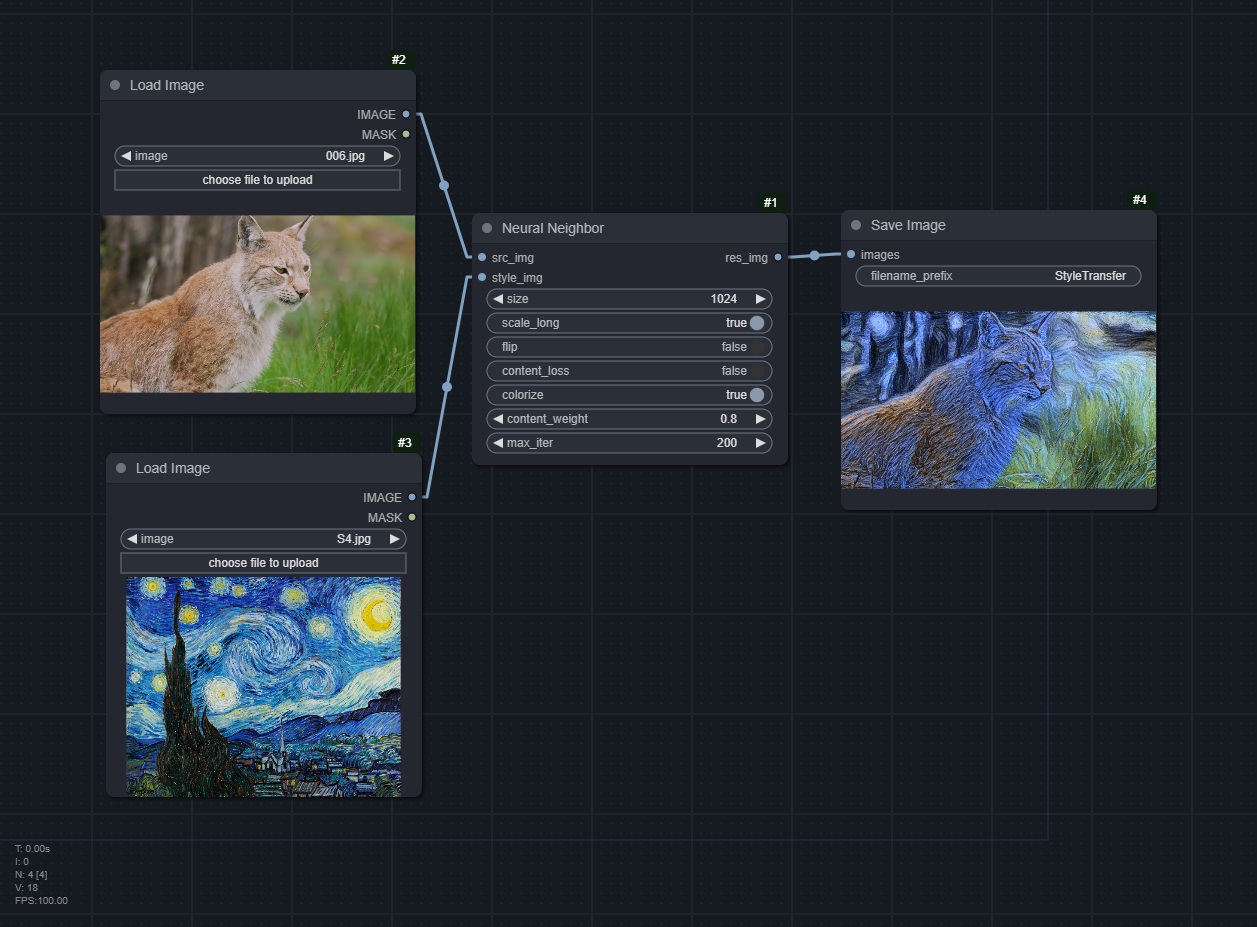 #2
Load Image
IMAGE
MASK
image 006.jpg
choose file to upload
#3
Load Image
IMAGE
MASK
image S4.jpg
choose file to upload
#1
Neural Neighbor
src_img res_img
style_img
size 1024
scale_long true
flip false
content_loss false
colorize true
content_weight 0.8
max_iter 200
#4
Save Image
images
filename_prefix StyleTransfer
T: 0.00s
I: 0
N: 4 [4]
V: 18
FPS:100.00